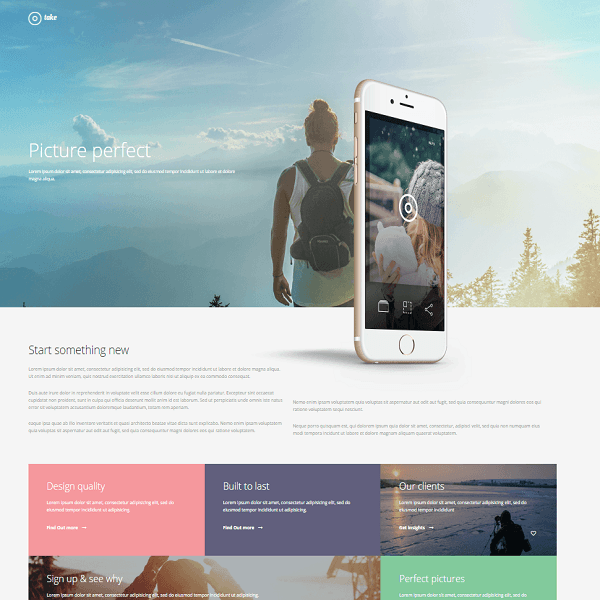 take
Picture perfect
Lorem ipsum dolor sit amet, consectetur adipisicing elit, sed do eiusmod tempor incididunt ut labore et dolore
magna aliqua.
Start something new
Lorem ipsum dolor sit amet, consectetur adipisicing elit, sed do eiusmod tempor incididunt ut labore et dolore magna aliqua. Ut enim
ad minim veniam, quis nostrud exercitation ullamco laboris nisi ut aliquip ex ea commodo consequat.
Duis aute irure dolor in reprehenderit in voluptate velit esse cillum dolore eu fugiat nulla pariatur. Excepteur sint occaecat
cupidatat non proident, sunt in culpa qui officia deserunt mollit anim id est laborum. Sed ut perspiciatis unde omnis iste natus
error sit voluptatem accusantium doloremque laudantium, totam rem aperiam.
Eaque ipsa quae ab illo inventore veritatis et quasi architecto beatae vitae dicta sunt explicabo. Nemo enim ipsam voluptatem
quia voluptas sit aspernatur aut odit aut fugit, sed quia consequuntur magni dolores eos qui ratione voluptatem sequi nesciunt.
Nemo enim ipsam voluptatem quia voluptas sit aspernatur aut odit aut fugit, sed quia consequuntur magni dolores eos qui ratione
voluptatem sequi nesciunt.
Neque porro quisquam est, qui dolorem ipsum quia dolor sit amet, consectetur, adipisci velit, sed quia non numquam eius
modi tempora incidunt ut labore et dolore magnam aliquam quaerat voluptatem.
Design quality
Lorem ipsum dolor sit amet, consectetur adipisicing elit, sed do
eiusmod tempor incididunt ut labore adipisicing.
Find Out more →
Built to last
Lorem ipsum dolor sit amet, consectetur adipisicing elit, sed do
eiusmod tempor incididunt ut adipisicing.
Find Out more →
Our clients
Lorem ipsum dolor sit amet, consectetur adipisicing elit, sed do
eiusmod tempor incididunt
Get Insights →
Sign up & see why
Lorem ipsum dolor sit amet, consectetur adipisicing elit, sed do eiusmod tempor
Perfect pictures
Lorem ipsum dolor sit amet, consectetur adipisicing elit, sed do